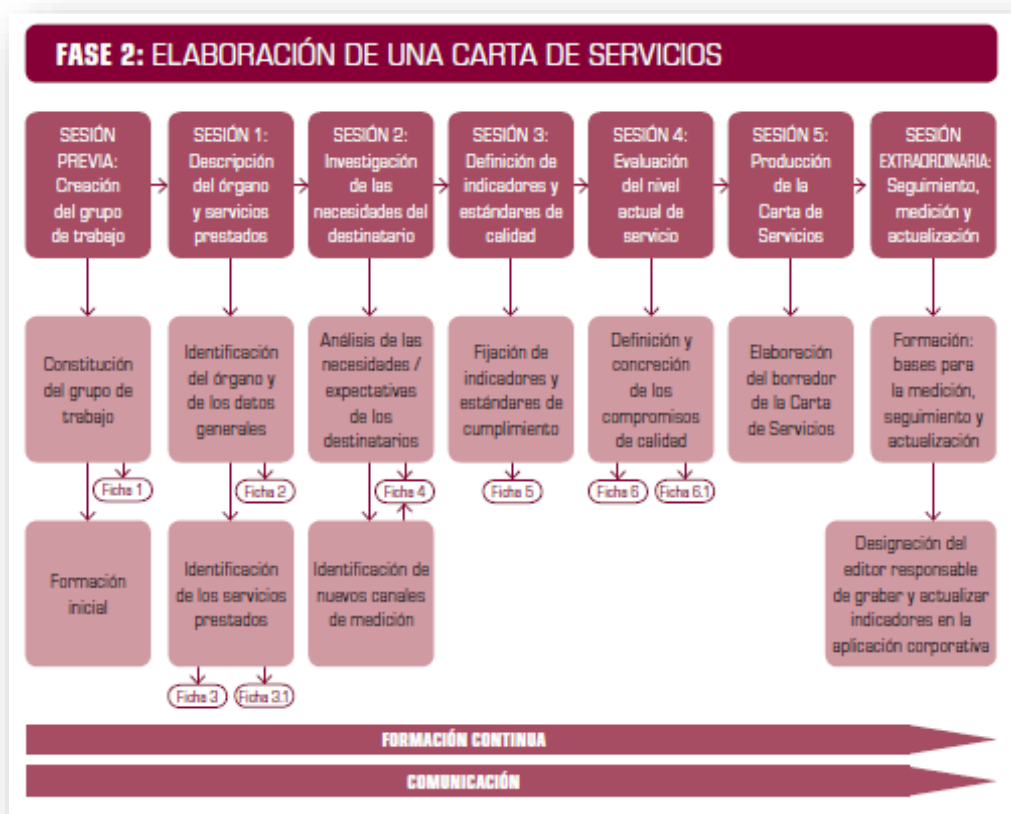 FASE 2: ELABORACIÓN DE UNA CARTA DE SERVICIOS
SESIÓN
PREVIA:
Creación
del grupo
de trabajo
SESIÓN 1:
Descripción
del órgano
y servicios
prestados
SESIÓN 2:
Investigación
de las
necesidades del
destinatario
SESIÓN 3:
Definición de
indicadores y
estándares de
calidad
SESIÓN 4:
Evaluación
del nivel
actual de
servicio
SESIÓN 5:
Producción
de la
Carta de
Servicios
SESIÓN
EXTRAORDINARIA:
Seguimiento,
medición y
actualización
Constitución
del grupo de
trabajo
Identificación
del órgano y
de los datos
generales
Análisis de las
necesidades /
expectativas
de los
destinatarios
Fijación de
indicadores y
estándares de
cumplimiento
Definición y
concreción
de los
compromisos
de calidad
Elaboración
del borrador
de la Carta
de Servicios
Formación:
bases para
la medición,
seguimiento y
actualización
Ficha 1
Ficha 2
Ficha 4
Ficha 5
Ficha 6
Ficha 6.1
Formación
inicial
Identificación
de los servicios
prestados
Identificación de
nuevos canales
de medición
Designación del
editor responsable
de grabar y actualizar
indicadores en la
aplicación corporativa
Ficha 3
Ficha 3.1
FORMACIÓN CONTINUA
COMUNICACIÓN